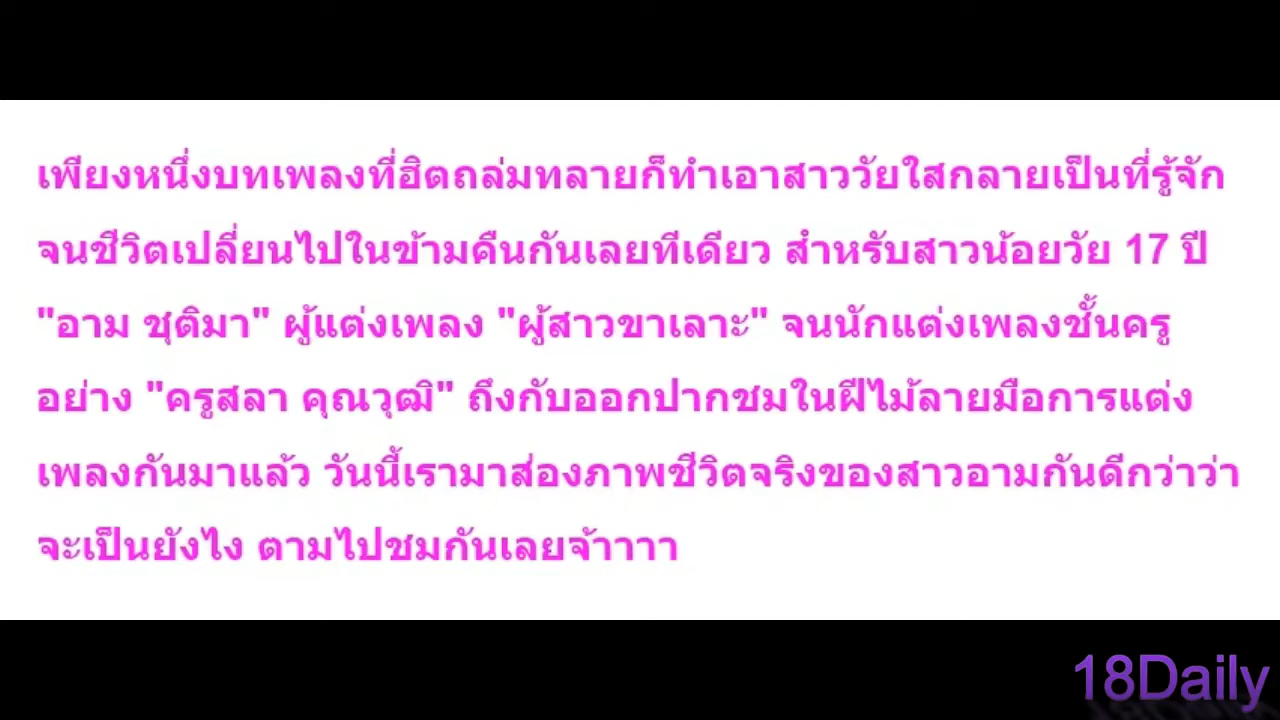 เพียงหนึ่งบทเพลงที่ฮิตถล่มทลายก็ทำเอาสาววัยใสกลายเป็นที่รู้จัก
จนชีวิตเปลี่ยนไปในข้ามคืนกันเลยทีเดียว สำหรับสาวน้อยวัย 17 ปี
"อาม ชุติมา" ผู้แต่งเพลง "ผู้สาวขาเลาะ" จนนักแต่งเพลงชั้นครู
อย่าง "ครูสลา คุณวุฒิ" ถึงกับออกปากชมในฝีไม้ลายมือการแต่ง
เพลงกันมาแล้ว วันนี้เรามาส่องภาพชีวิตจริงของสาวอามกันดีกว่าว่า
จะเป็นยังไง ตามไปชมกันเลยจ้าาาา
18Daily